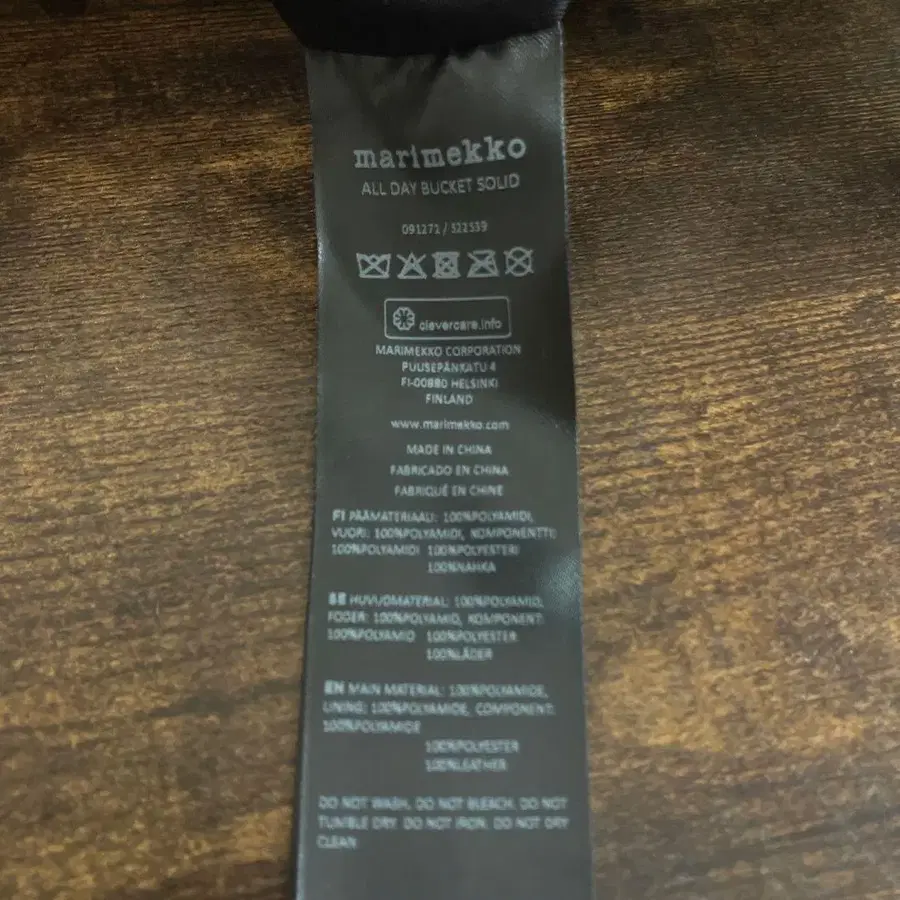 marimekko
ALL DAY BUCKET SOLID
091271 / 322339
clevercare.info
MARIMEKKO CORPORATION
PUUSEPÄNKATU 4
FI-00880 HELSINKI
FINLAND
www.marimekko.com
MADE IN CHINA
FABRICADO EN CHINA
FABRIQUÉ EN CHINE
FI PÄÄMATERIAALI: 100%POLYAMIDI,
VUORI: 100%POLYAMIDI, KOMPONENTTI:
100%POLYAMIDI 100%POLYESTERI
100%NAHKA
SE HUVUDMATERIAL: 100%POLYAMID,
FODER: 100%POLYAMID, KOMPONENT:
100%POLYAMID 100%POLYESTER
100%LÄDER
EN MAIN MATERIAL: 100%POLYAMIDE,
LINING: 100%POLYAMIDE, COMPONENT:
100%POLYAMIDE
100%POLYESTER
100%LEATHER
DO NOT WASH. DO NOT BLEACH. DO NOT
TUMBLE DRY. DO NOT IRON. DO NOT DRY
CLEAN